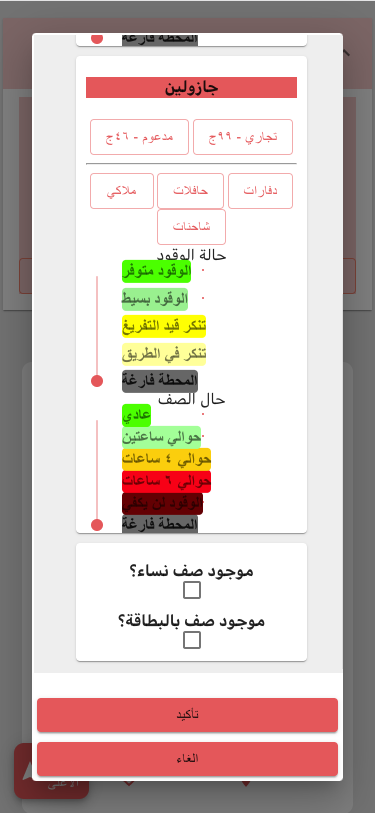 المحطة فارغة
جازولين
تجاري - ٩٩ج
مدعوم - ٤٦ج
دفارات
حافلات
ملاكي
شاحنات
حالة الوقود
الوقود متوفر
الوقود بسيط
تنكر قيد التفريغ
تنكر في الطريق
المحطة فارغة
حال الصف
عادي
حوالي ساعتين
حوالي ٤ ساعات
حوالي ٦ ساعات
الوقود لن يكفي
المحطة فارغة
موجود صف نساء؟
موجود صف بالبطاقة؟
تأكيد
الغاء
الأعلى